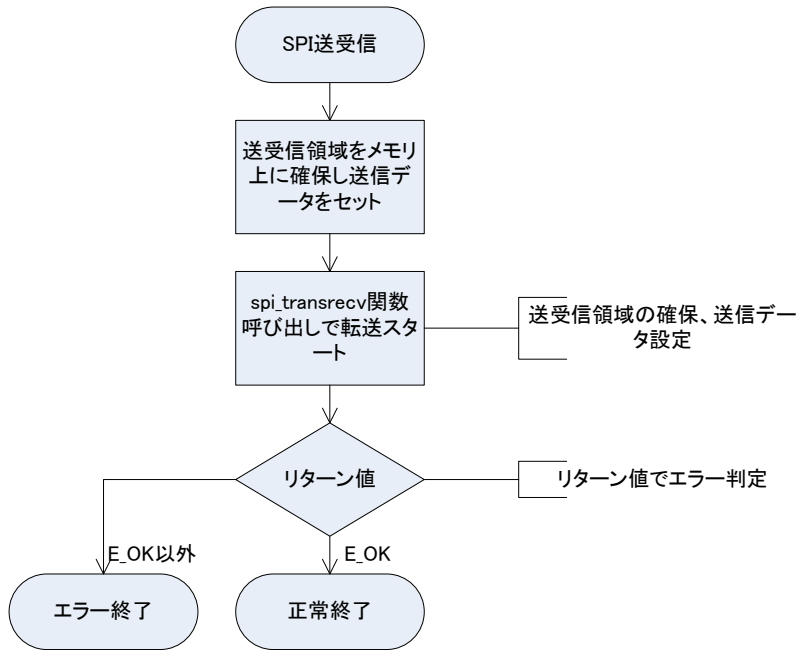 SPI送受信
送受信領域をメモリ
上に確保し送信デ
ータをセット
spi_transrecv関数
呼び出しで転送スタ
ート
送受信領域の確保、送信デー
タ設定
リターン値
リターン値でエラー判定
E_OK以外
E_OK
エラー終了
正常終了